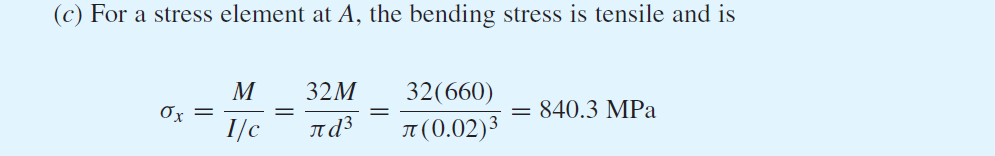 (c) For a stress element at A, the bending stress is tensile and is
σx = M / I/c = 32M / πd³ = 32(660) / π(0.02)³ = 840.3 MPa